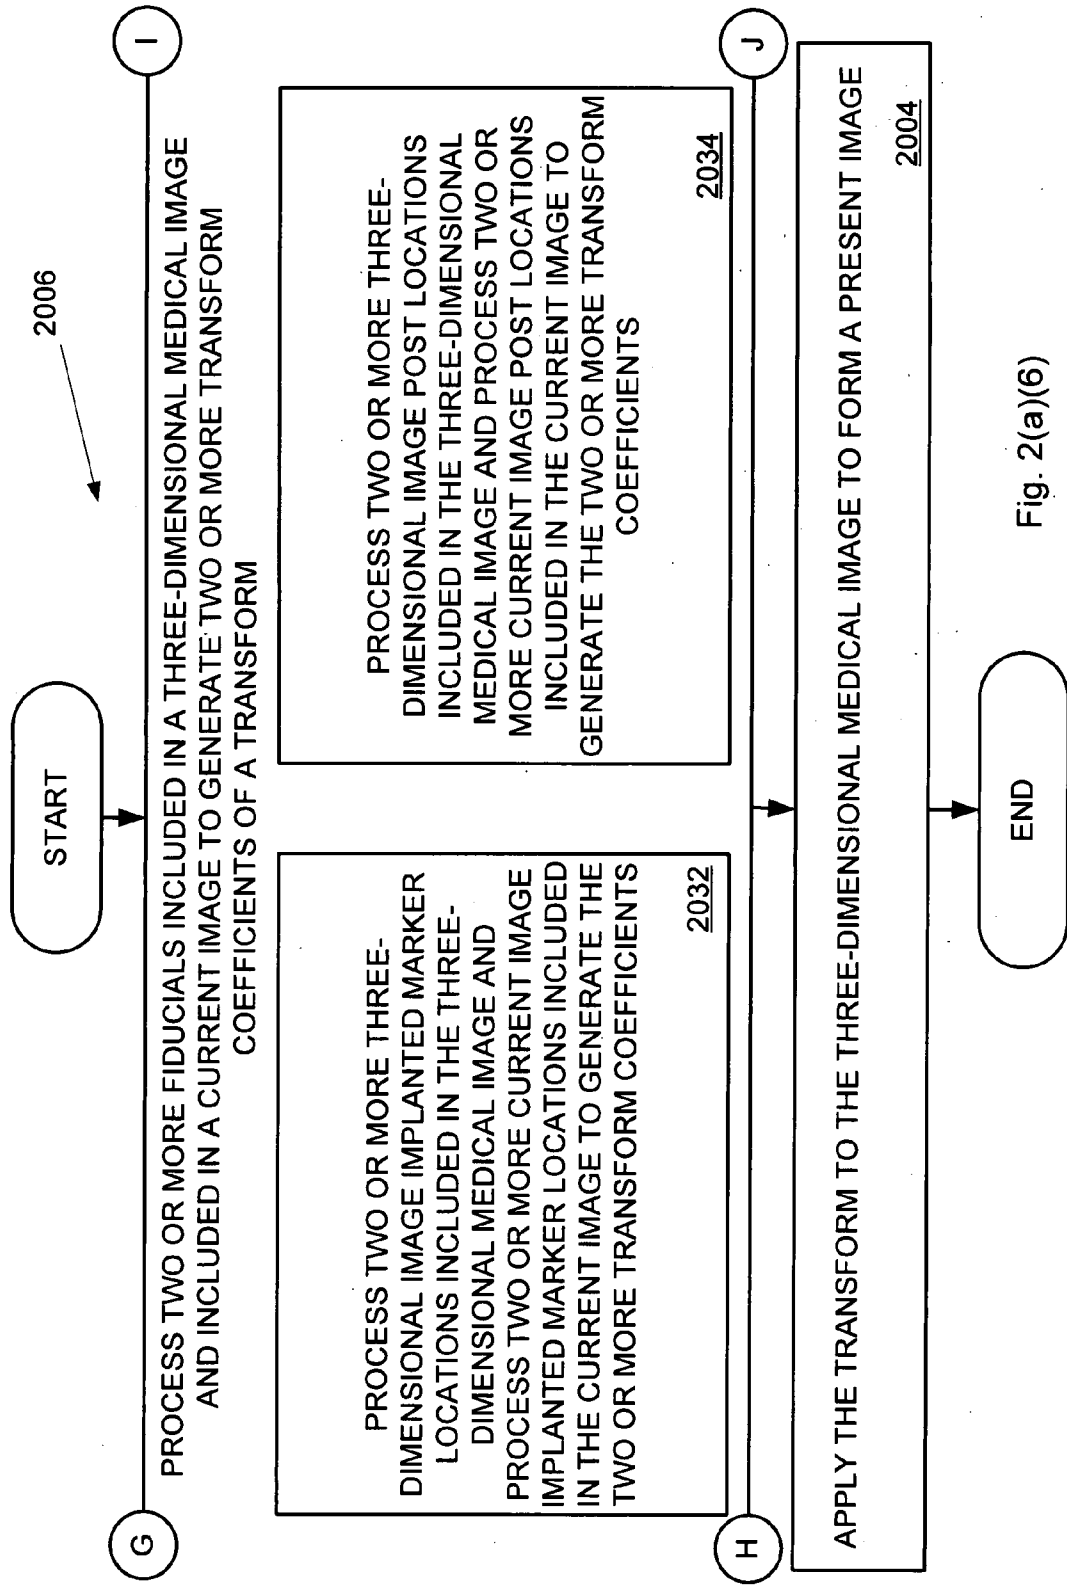 2006
START
G
I
PROCESS TWO OR MORE FIDUCIALS INCLUDED IN A THREE-DIMENSIONAL MEDICAL IMAGE
AND INCLUDED IN A CURRENT IMAGE TO GENERATE TWO OR MORE TRANSFORM
COEFFICIENTS OF A TRANSFORM
PROCESS TWO OR MORE THREE-
DIMENSIONAL IMAGE IMPLANTED MARKER
LOCATIONS INCLUDED IN THE THREE-
DIMENSIONAL MEDICAL IMAGE AND
PROCESS TWO OR MORE CURRENT IMAGE
IMPLANTED MARKER LOCATIONS INCLUDED
IN THE CURRENT IMAGE TO GENERATE THE
TWO OR MORE TRANSFORM COEFFICIENTS
2032
PROCESS TWO OR MORE THREE-
DIMENSIONAL IMAGE POST LOCATIONS
INCLUDED IN THE THREE-DIMENSIONAL
MEDICAL IMAGE AND PROCESS TWO OR
MORE CURRENT IMAGE POST LOCATIONS
INCLUDED IN THE CURRENT IMAGE TO
GENERATE THE TWO OR MORE TRANSFORM
COEFFICIENTS
2034
H
J
APPLY THE TRANSFORM TO THE THREE-DIMENSIONAL MEDICAL IMAGE TO FORM A PRESENT IMAGE
2004
END
Fig. 2(a)(6)